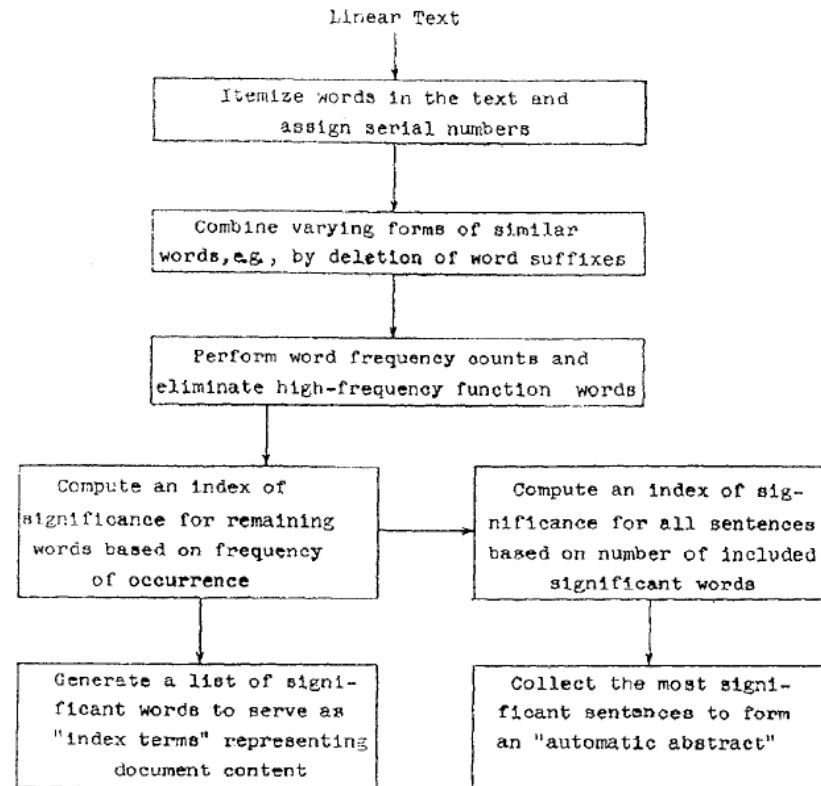 Linear Text
Itemize words in the text and
assign serial numbers
Combine varying forms of similar
words,e.g., by deletion of word suffixes
Perform word frequency counts and
eliminate high-frequency function words
Compute an index of
significance for remaining
words based on frequency
of occurrence
Compute an index of sig-
nificance for all sentences
based on number of included
significant words
Generate a list of signi-
ficant words to serve as
"index terms" representing
document content
Collect the most signi-
ficant sentences to form
an "automatic abstract"